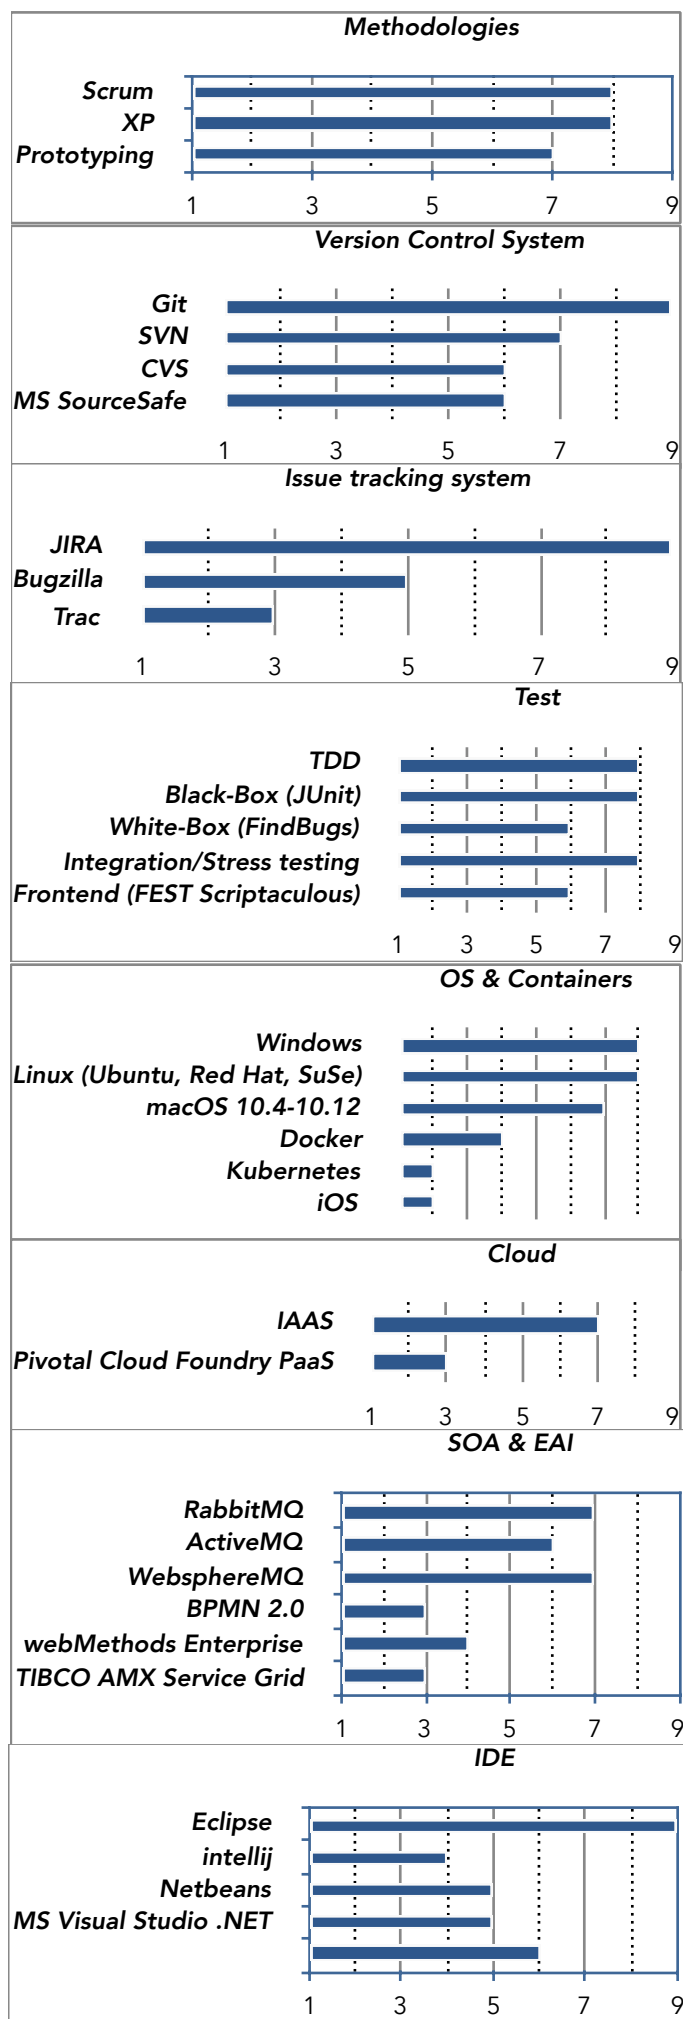 Methodologies
Scrum
XP
Prototyping
1 3 5 7 9
Version Control System
Git
SVN
CVS
MS SourceSafe
1 3 5 7 9
Issue tracking system
JIRA
Bugzilla
Trac
1 3 5 7 9
Test
TDD
Black-Box (JUnit)
White-Box (FindBugs)
Integration/Stress testing
Frontend (FEST Scriptaculous)
1 3 5 7 9
OS & Containers
Windows
Linux (Ubuntu, Red Hat, SuSe)
macOS 10.4-10.12
Docker
Kubernetes
iOS
Cloud
IAAS
Pivotal Cloud Foundry PaaS
1 3 5 7 9
SOA & EAI
RabbitMQ
ActiveMQ
WebsphereMQ
BPMN 2.0
webMethods Enterprise
TIBCO AMX Service Grid
1 3 5 7 9
IDE
Eclipse
intellij
Netbeans
MS Visual Studio .NET
1 3 5 7 9